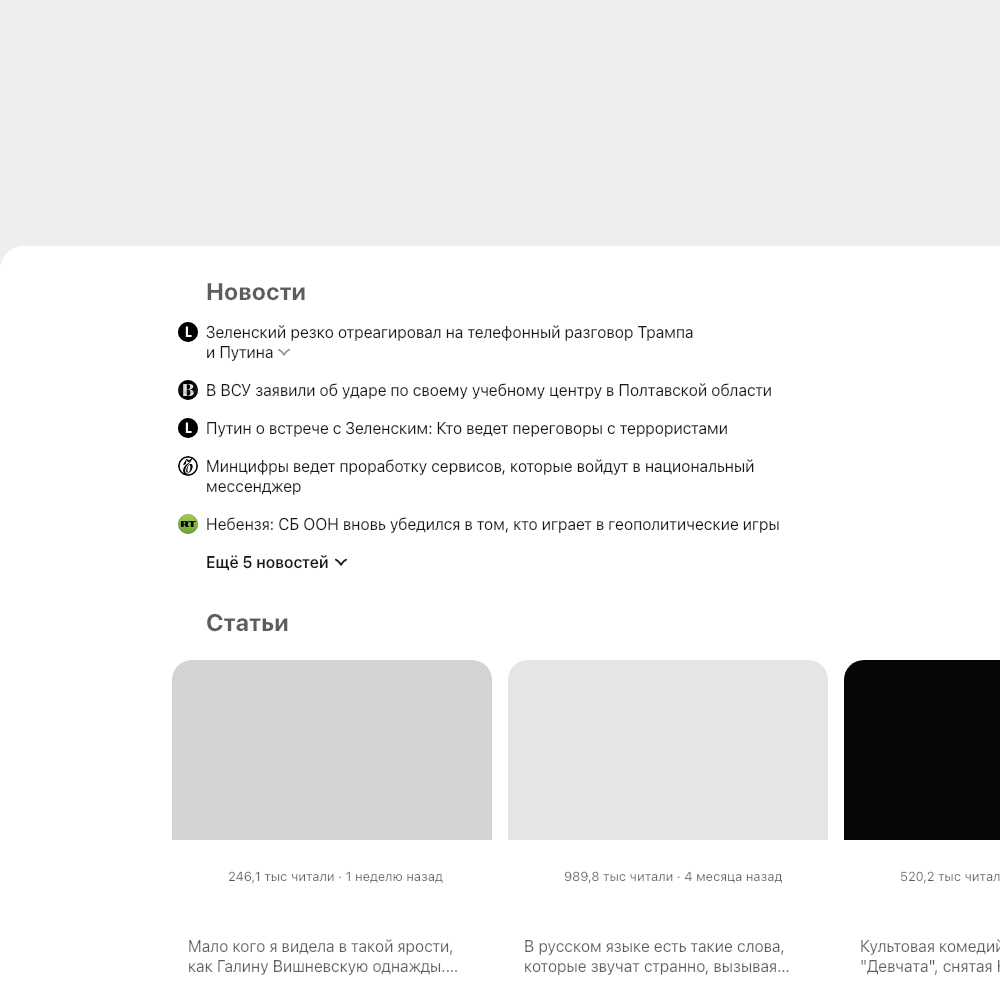 Новости
Зеленский резко отреагировал на телефонный разговор Трампа
и Путина
В ВСУ заявили об ударе по своему учебному центру в Полтавской области
Путин о встрече с Зеленским: Кто ведет переговоры с террористами
Минцифры ведет проработку сервисов, которые войдут в национальный
мессенджер
RT
Небензя: СБ ООН вновь убедился в том, кто играет в геополитические игры
Ещё 5 новостей
Статьи
246,1 тыс читали · 1 неделю назад
989,8 тыс читали · 4 месяца назад
520,2 тыс
Мало кого я видела в такой ярости,
как Галину Вишневскую однажды....
В русском языке есть такие слова,
которые звучат странно, вызывая...
Культовая
"Девчата", снятая